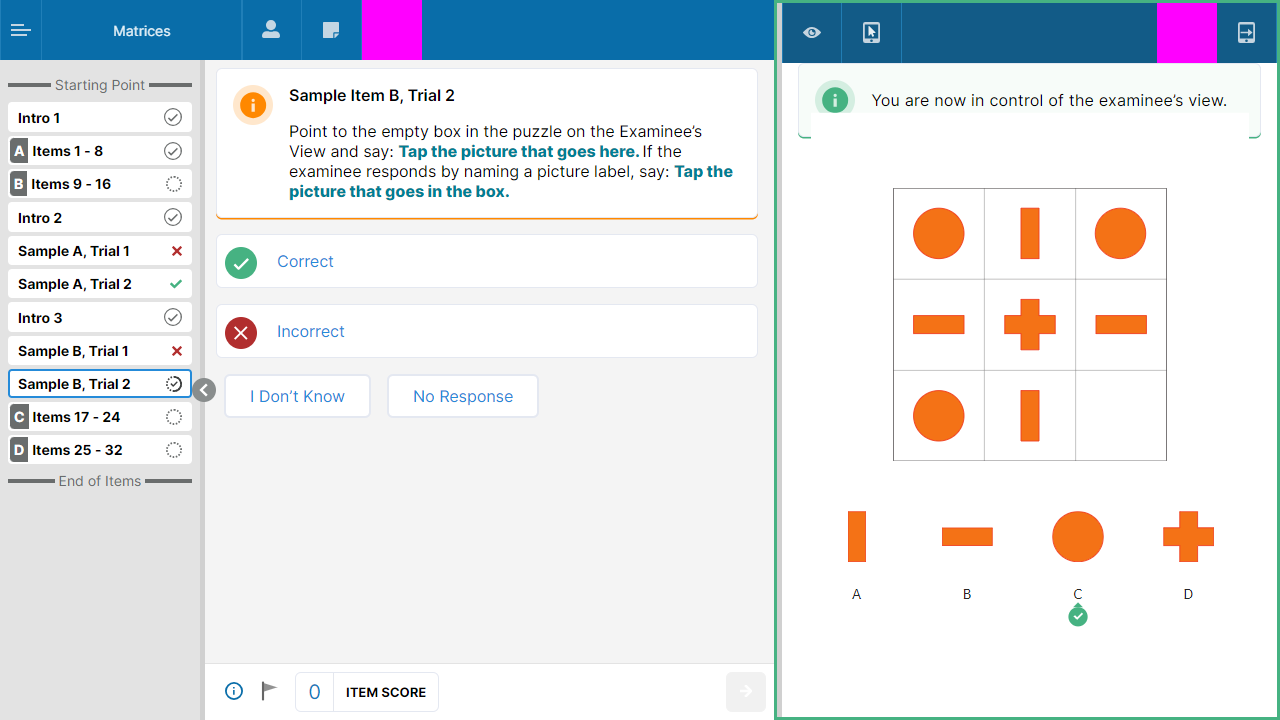 Matrices
Starting Point
Intro 1
A Items 1 - 8
B Items 9 - 16
Intro 2
Sample A, Trial 1
Sample A, Trial 2
Intro 3
Sample B, Trial 1
Sample B, Trial 2
C Items 17 - 24
D Items 25 - 32
End of Items
Sample Item B, Trial 2
Point to the empty box in the puzzle on the Examinee’s
View and say: Tap the picture that goes here. If the
examinee responds by naming a picture label, say: Tap the
picture that goes in the box.
Correct
Incorrect
I Don’t Know
No Response
0 ITEM SCORE
You are now in control of the examinee’s view.
A B C D